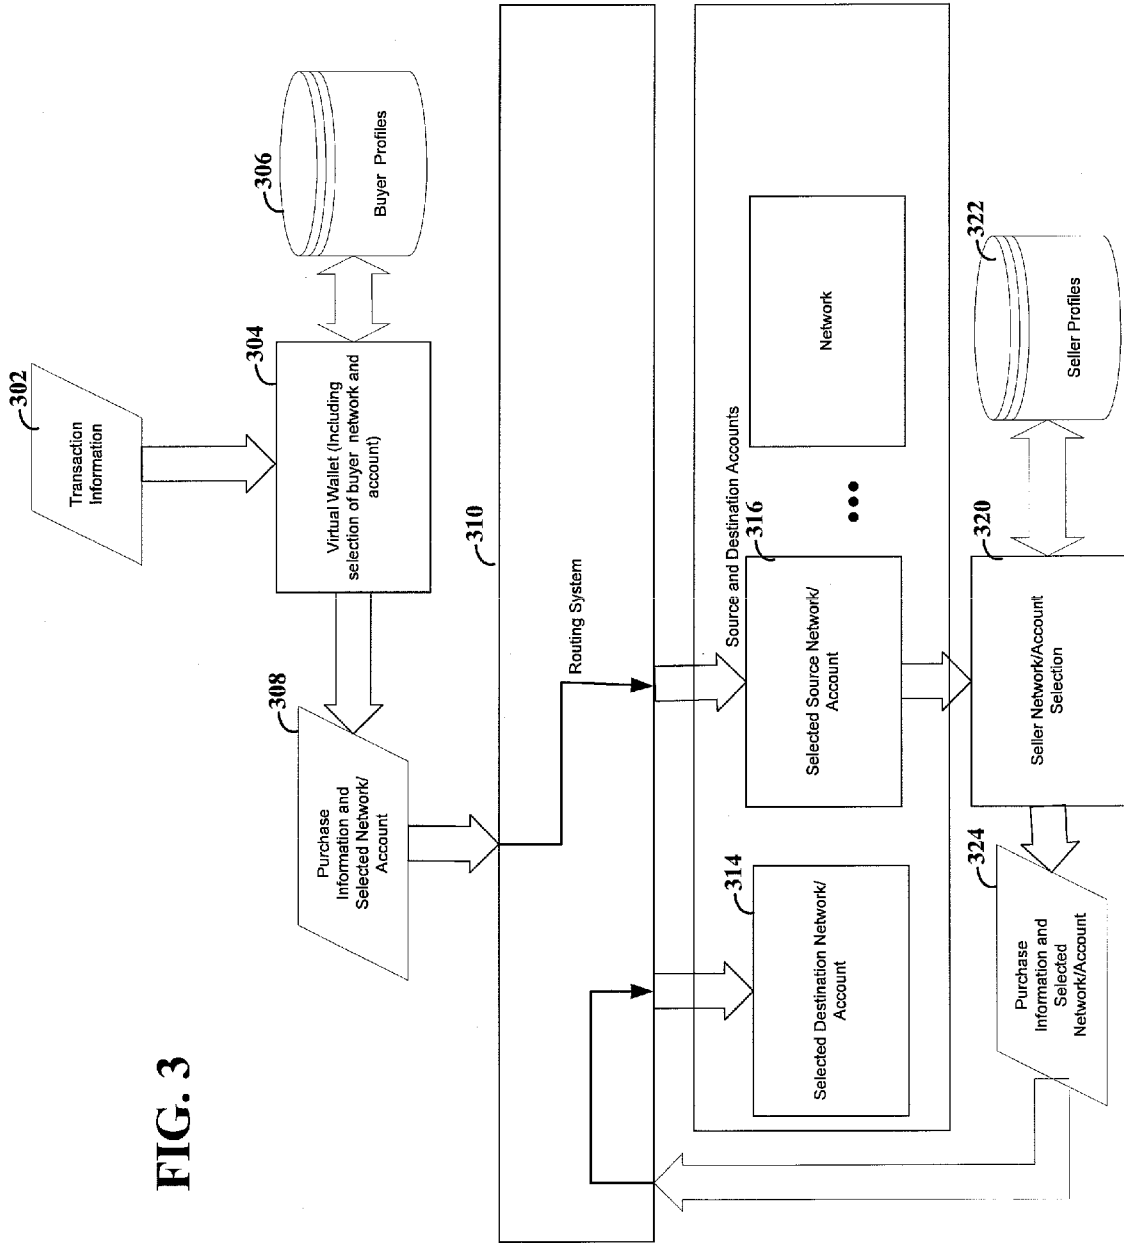 FIG. 3
302
Transaction
Information
304
Virtual Wallet (Including
selection of buyer network and
account)
306
Buyer Profiles
308
Purchase
Information and
Selected Network/
Account
310
Routing System
Source and Destination Accounts
314
Selected Destination Network/
Account
316
Selected Source Network/
Account
Network
320
Seller Network/Account
Selection
322
Seller Profiles
324
Purchase
Information and
Selected
Network/Account